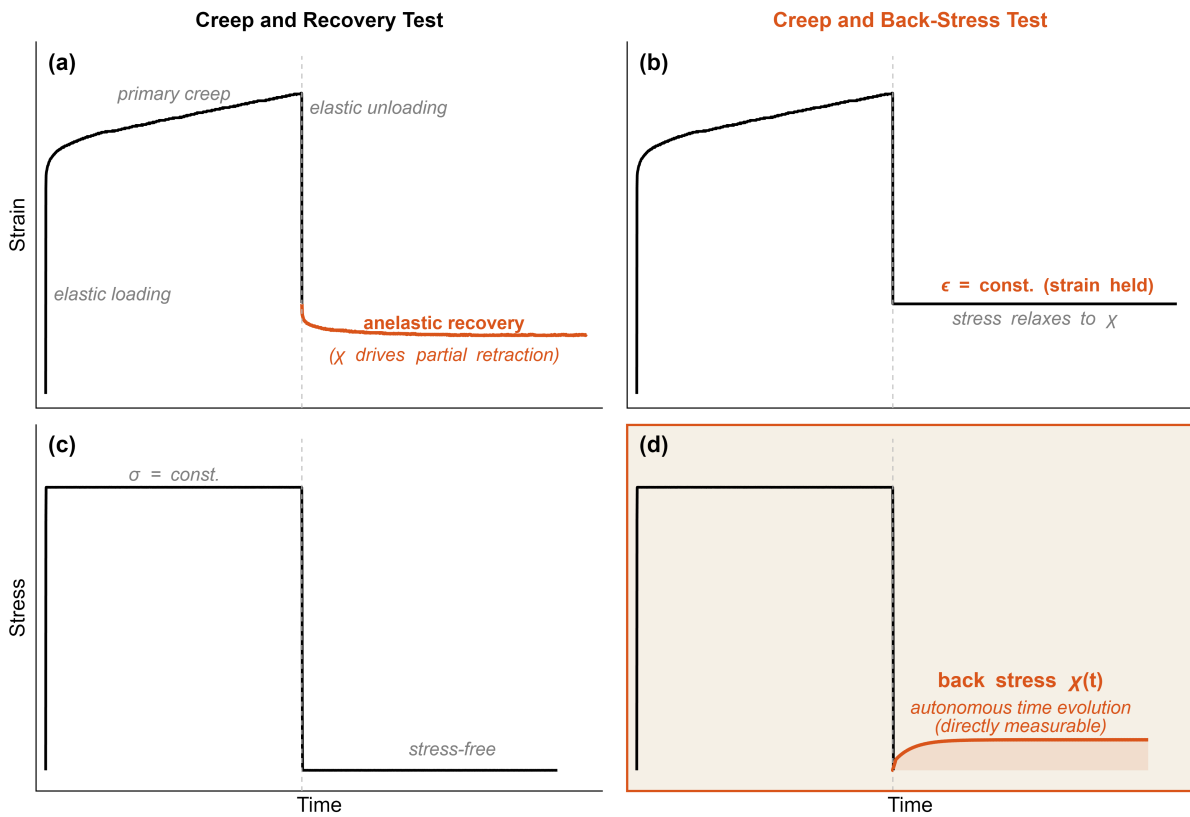 Creep and Recovery Test
Creep and Back-Stress Test
(a)
primary creep
elastic unloading
elastic loading
anelastic recovery
(χ drives partial retraction)
Strain
(b)
ϵ = const. (strain held)
stress relaxes to χ
(c)
σ = const.
stress-free
Stress
Time
(d)
back stress χ(t)
autonomous time evolution
(directly measurable)
Time